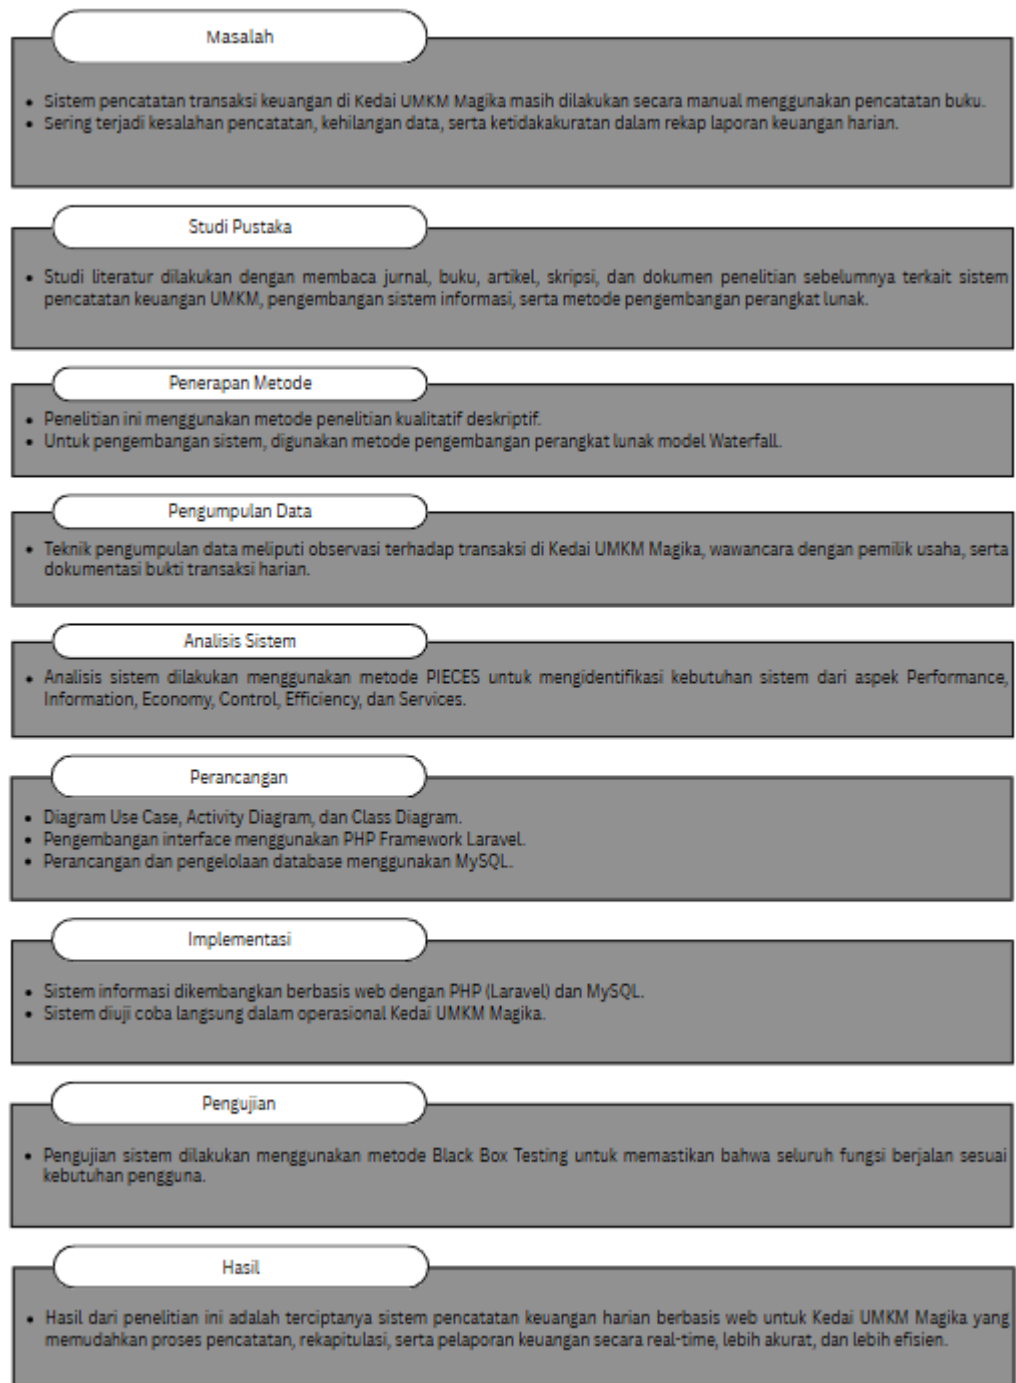 Masalah
• Sistem pencatatan transaksi keuangan di Kedai UMKM Magika masih dilakukan secara manual menggunakan pencatatan buku.
• Sering terjadi kesalahan pencatatan, kehilangan data, serta ketidakakuratan dalam rekap laporan keuangan harian.
Studi Pustaka
• Studi literatur dilakukan dengan membaca jurnal, buku, artikel, skripsi, dan dokumen penelitian sebelumnya terkait sistem
pencatatan keuangan UMKM, pengembangan sistem informasi, serta metode pengembangan perangkat lunak.
Penerapan Metode
• Penelitian ini menggunakan metode penelitian kualitatif deskriptif.
• Untuk pengembangan sistem, digunakan metode pengembangan perangkat lunak model Waterfall.
Pengumpulan Data
• Teknik pengumpulan data meliputi observasi terhadap transaksi di Kedai UMKM Magika, wawancara dengan pemilik usaha, serta
dokumentasi bukti transaksi harian.
Analisis Sistem
• Analisis sistem dilakukan menggunakan metode PIECES untuk mengidentifikasi kebutuhan sistem dari aspek Performance,
Information, Economy, Control, Efficiency, dan Services.
Perancangan
• Diagram Use Case, Activity Diagram, dan Class Diagram.
• Pengembangan interface menggunakan PHP Framework Laravel.
• Perancangan dan pengelolaan database menggunakan MySQL.
Implementasi
• Sistem informasi dikembangkan berbasis web dengan PHP (Laravel) dan MySQL.
• Sistem diuji coba langsung dalam operasional Kedai UMKM Magika.
Pengujian
• Pengujian sistem dilakukan menggunakan metode Black Box Testing untuk memastikan bahwa seluruh fungsi berjalan sesuai
kebutuhan pengguna.
Hasil
• Hasil dari penelitian ini adalah terciptanya sistem pencatatan keuangan harian berbasis web untuk Kedai UMKM Magika yang
memudahkan proses pencatatan, rekapitulasi, serta pelaporan keuangan secara real-time, lebih akurat, dan lebih efisien.